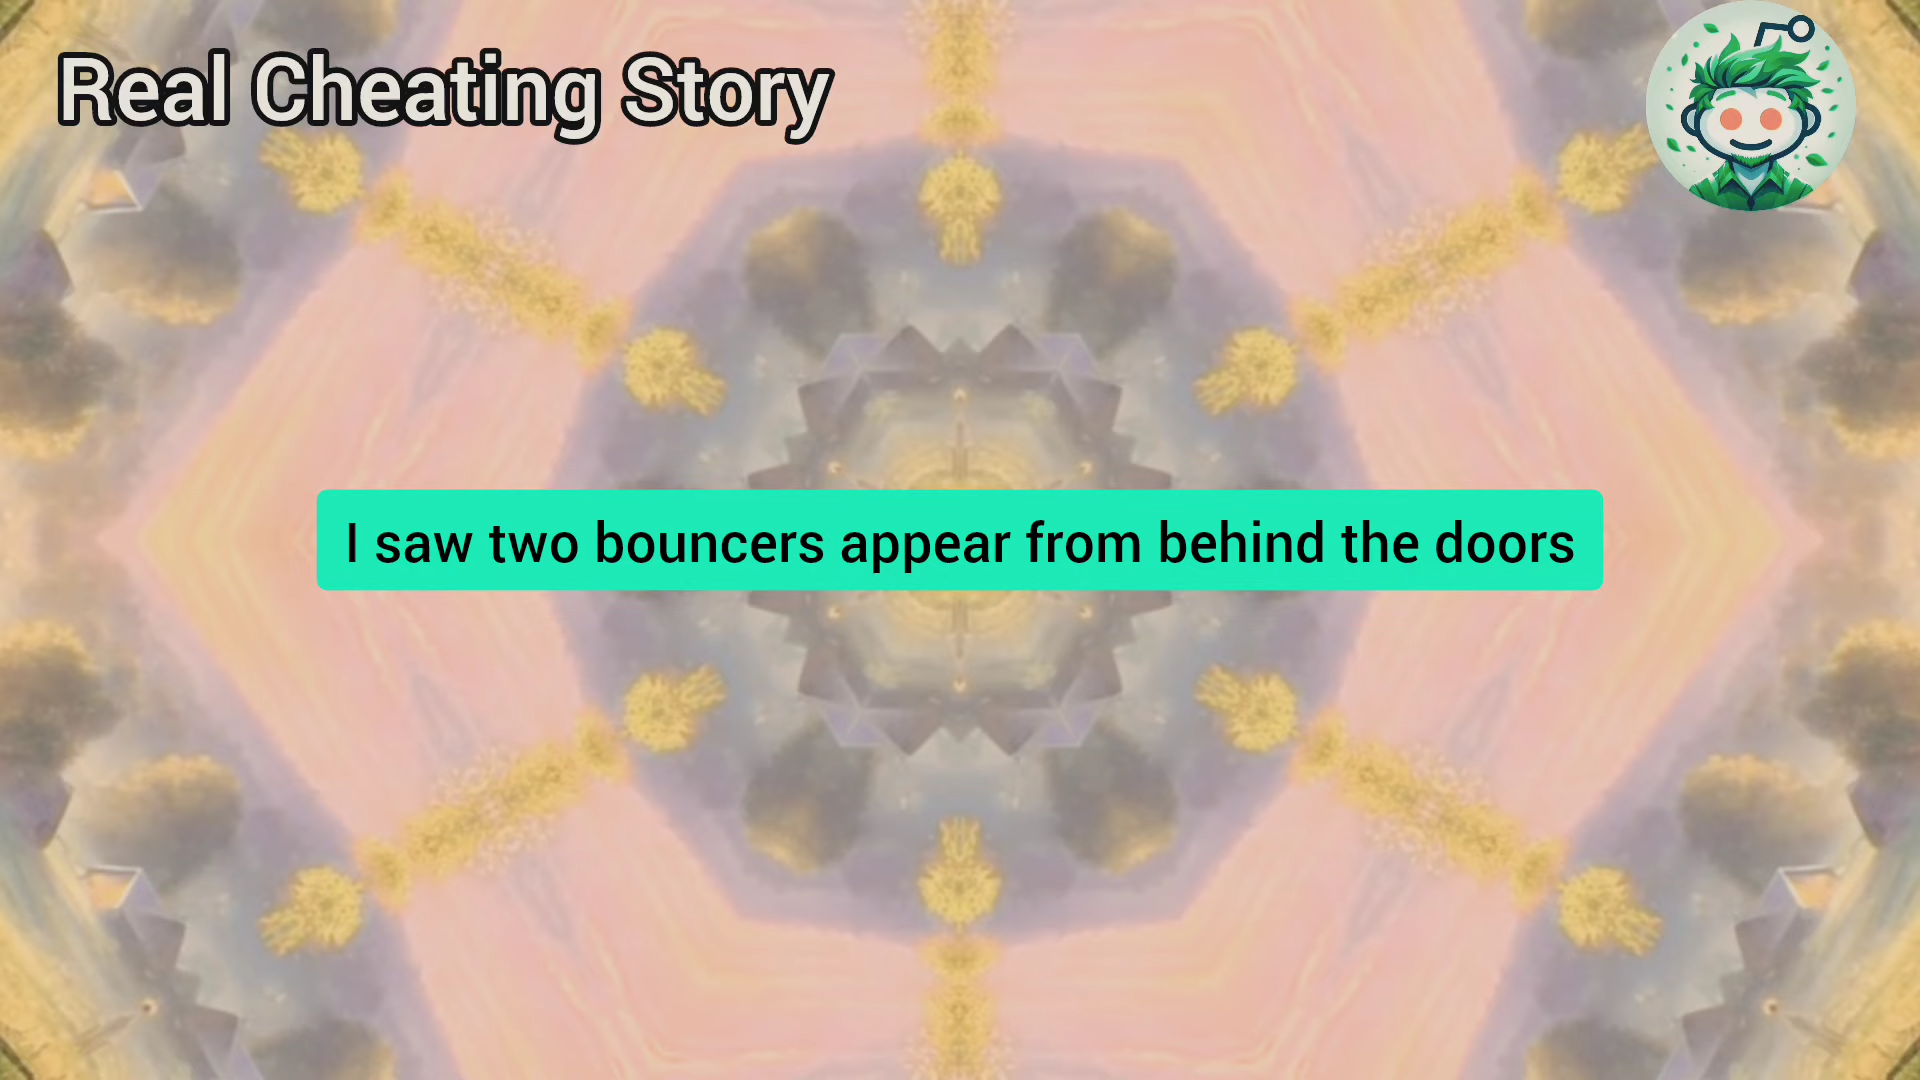 Real Cheating Story
I saw two bouncers appear from behind the doors